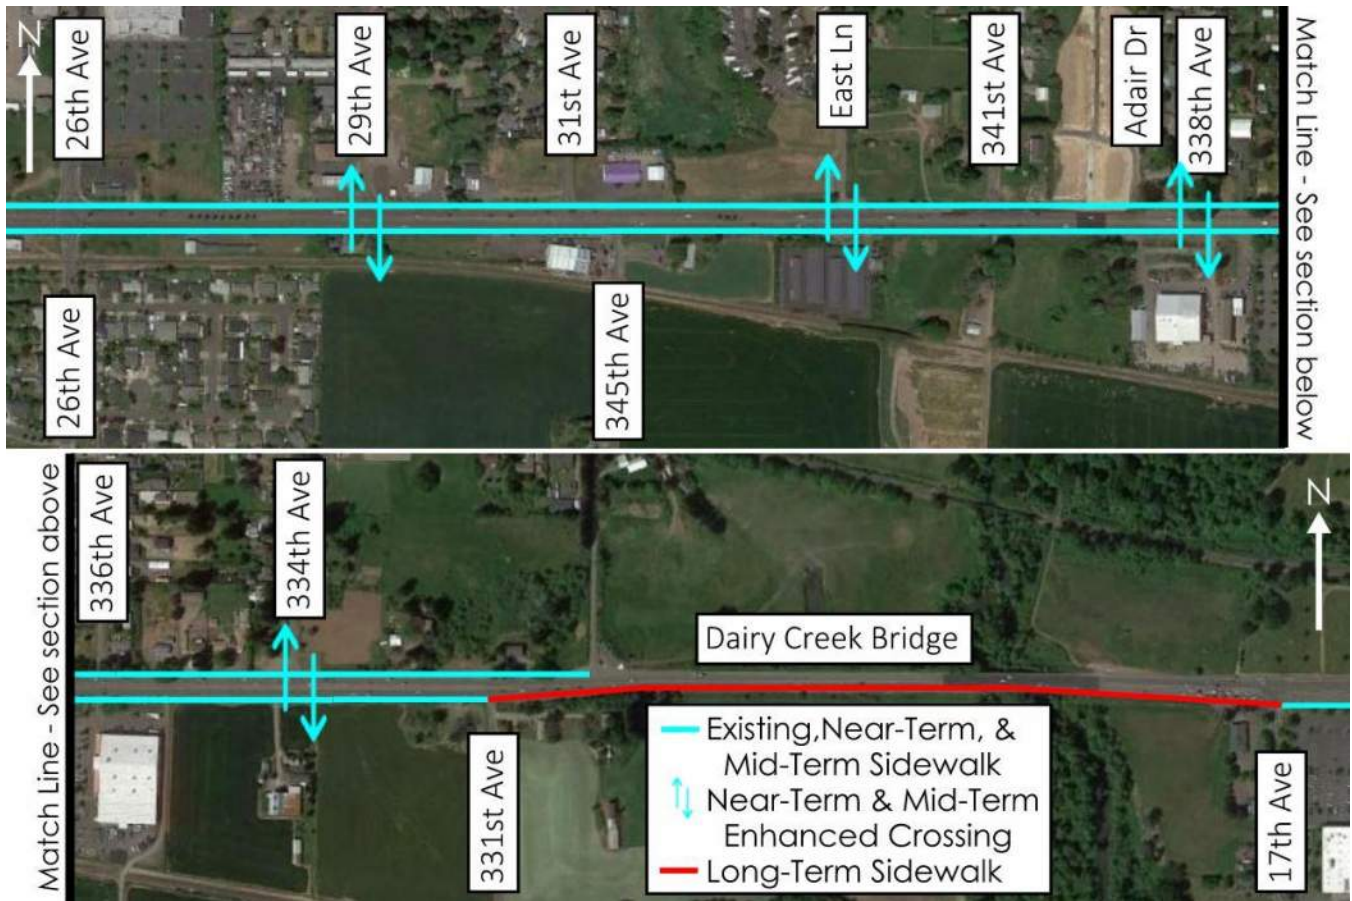 N
26th Ave
29th Ave
31st Ave
East Ln
341st Ave
Adair Dr
338th Ave
Match Line - See section below
26th Ave
345th Ave
Match Line - See section above
336th Ave
334th Ave
N
Dairy Creek Bridge
331st Ave
Existing,Near-Term, &
Mid-Term Sidewalk
Near-Term & Mid-Term
Enhanced Crossing
Long-Term Sidewalk
17th Ave